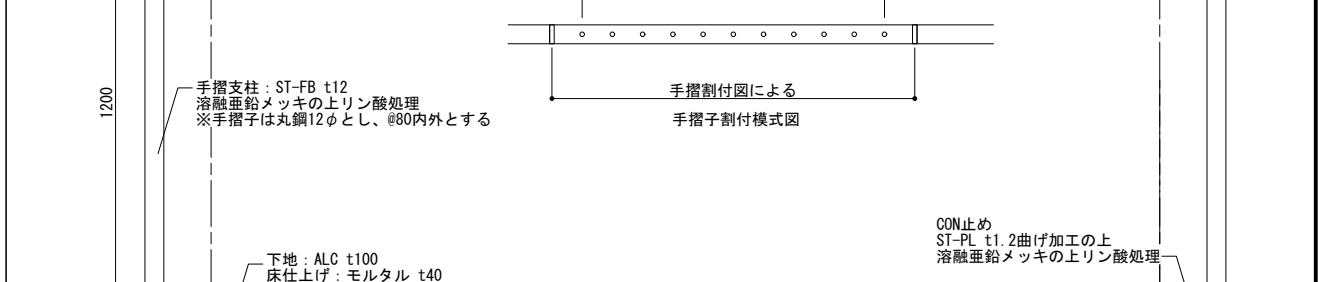 1200
手摺支柱：ST-FB t12
溶融亜鉛メッキの上リン酸処理
※手摺子は丸鋼12φとし、@80内外とする
手摺割付図による
手摺子割付模式図
CON止め
ST-PL t1.2曲げ加工の上
溶融亜鉛メッキの上リン酸処理
下地：ALC t100
床仕上げ：モルタル t40